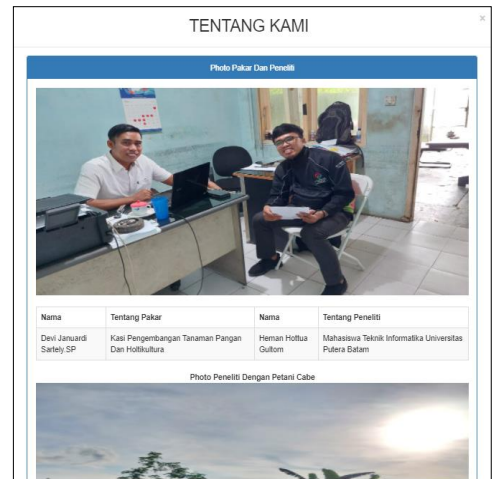 TENTANG KAMI
×
Photo Pakar Dan Peneliti
Nama Tentang Pakar Nama Tentang Peneliti
Devi Januardi Kasi Pengembangan Tanaman Pangan Heman Hottua Mahasiswa Teknik Informatika Universitas
Sartely.SP Dan Holtikultura Gultom Putera Batam
Photo Peneliti Dengan Petani Cabe